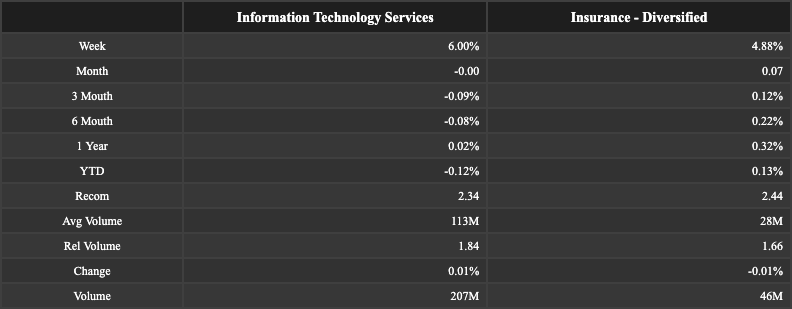 Information Technology Services Insurance - Diversified
Week 6.00% 4.88%
Month -0.00 0.07
3 Mouth -0.09% 0.12%
6 Mouth -0.08% 0.22%
1 Year 0.02% 0.32%
YTD -0.12% 0.13%
Recom 2.34 2.44
Avg Volume 113M 28M
Rel Volume 1.84 1.66
Change 0.01% -0.01%
Volume 207M 46M